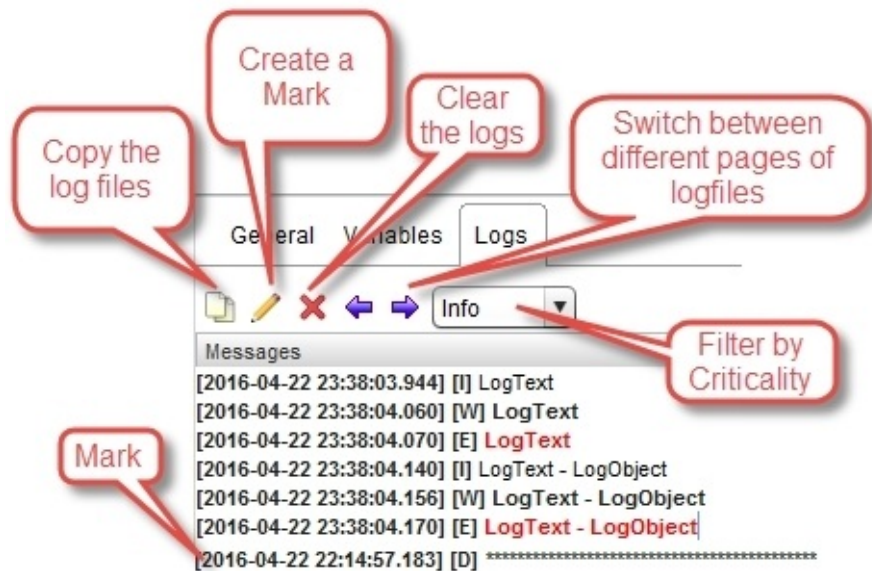 Create a
Mark
Clear
the logs
Switch between
different pages of
logfiles
Copy the
log files
General Variables Logs
Info
Filter by
Criticality
Messages
[2016-04-22 23:38:03.944] [I] LogText
[2016-04-22 23:38:04.060] [W] LogText
[2016-04-22 23:38:04.070] [E] LogText
[2016-04-22 23:38:04.140] [I] LogText - LogObject
[2016-04-22 23:38:04.156] [W] LogText - LogObject
[2016-04-22 23:38:04.170] [E] LogText - LogObject
Mark
[2016-04-22 22:14:57.183] [D] *********************************************